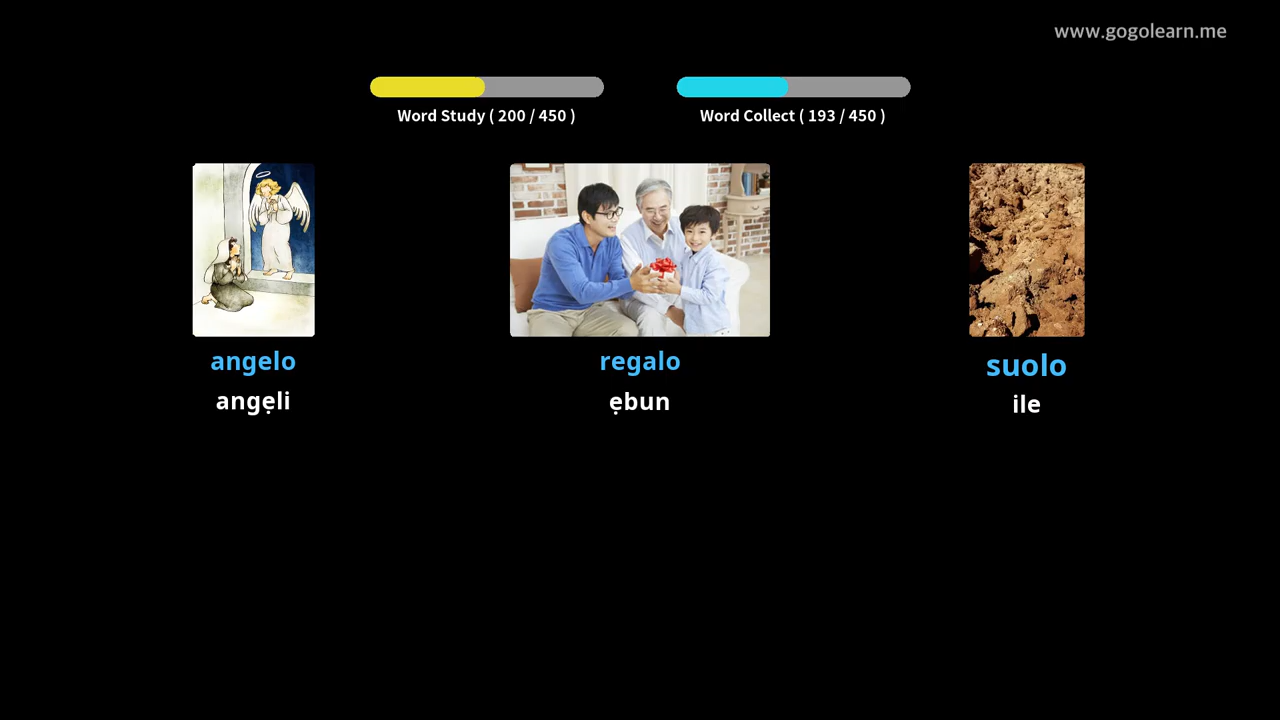 www.gogolearn.me
Word Study ( 200 / 450 )
Word Collect ( 193 / 450 )
angelo
regalo
suolo
angẹli
ẹbun
ile